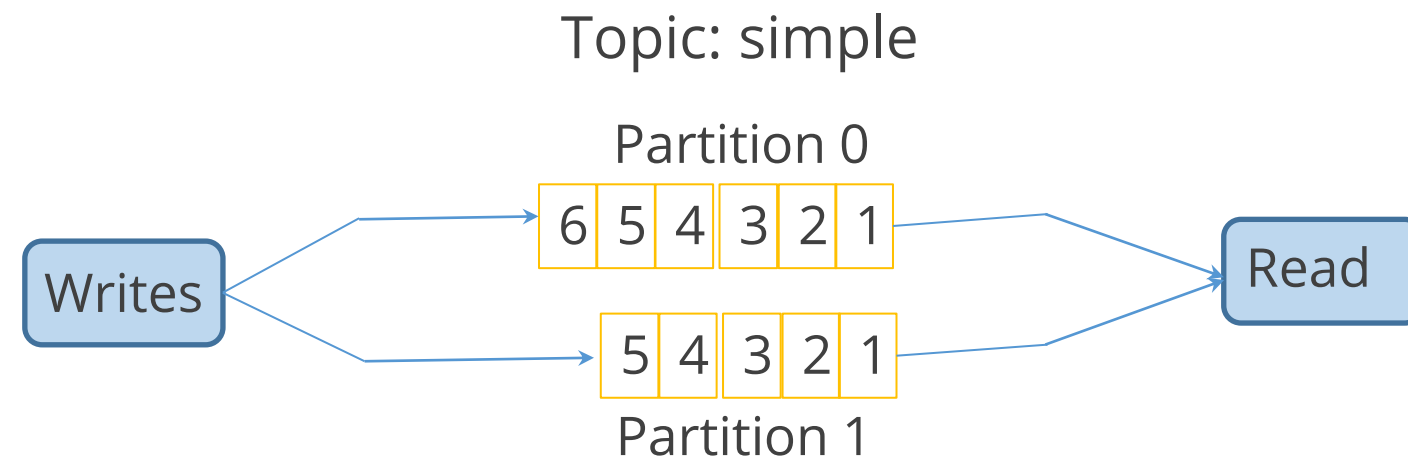 Topic: simple
Partition 0
6 5 4 3 2 1
Writes
Read
5 4 3 2 1
Partition 1